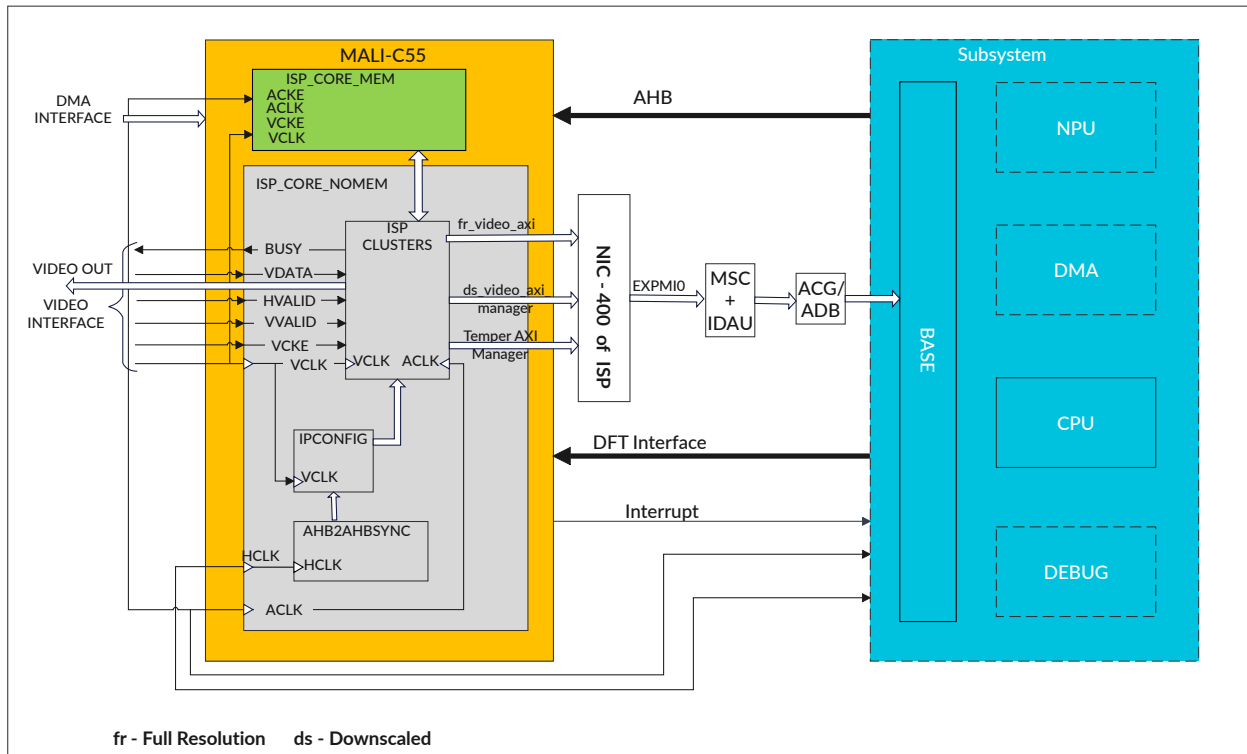 MALI-C55
ISP_CORE_MEM
ACKE
ACLK
VCKE
VCLK
DMA
INTERFACE
ISP_CORE_NOMEM
ISP
CLUSTERS
BUSY
VDATA
VIDEO OUT
HVALID
VIDEO
INTERFACE
VVALID
VCKE
VCLK
VCLK
ACLK
IPCONFIG
VCLK
AHB2AHBSYNC
HCLK
HCLK
ACLK
fr_video_axi
ds_video_axi
manager
Temper AXI
Manager
NIC - 400 of ISP
EXPMI0
MSC
+
IDAU
ACG/
ADB
AHB
DFT Interface
Interrupt
Subsystem
BASE
NPU
DMA
CPU
DEBUG
fr - Full Resolution ds - Downscaled